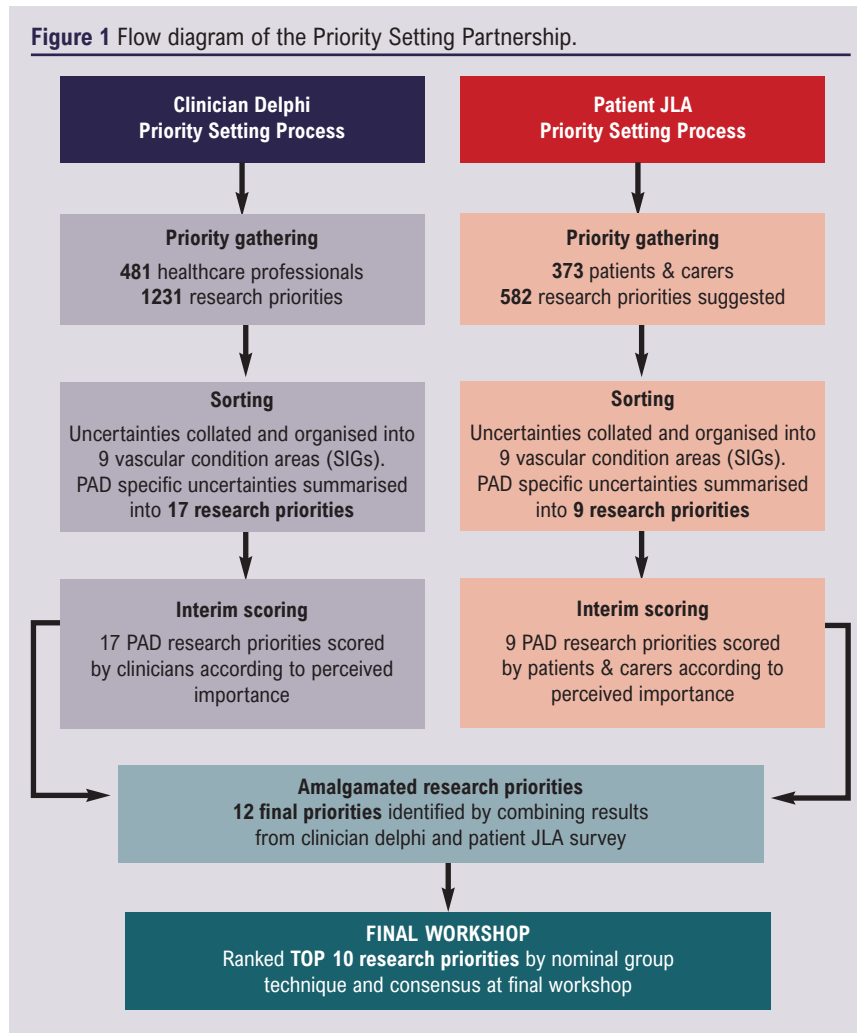 Figure 1 Flow diagram of the Priority Setting Partnership.
Clinician Delphi
Priority Setting Process
Patient JLA
Priority Setting Process
Priority gathering
481 healthcare professionals
1231 research priorities
Priority gathering
373 patients & carers
582 research priorities suggested
Sorting
Uncertainties collated and organised into
9 vascular condition areas (SIGs).
PAD specific uncertainties summarised
into 17 research priorities
Sorting
Uncertainties collated and organised into
9 vascular condition areas (SIGs).
PAD specific uncertainties summarised
into 9 research priorities
Interim scoring
17 PAD research priorities scored
by clinicians according to perceived
importance
Interim scoring
9 PAD research priorities scored
by patients & carers according to
perceived importance
Amalgamated research priorities
12 final priorities identified by combining results
from clinician delphi and patient JLA survey
FINAL WORKSHOP
Ranked TOP 10 research priorities by nominal group
technique and consensus at final workshop